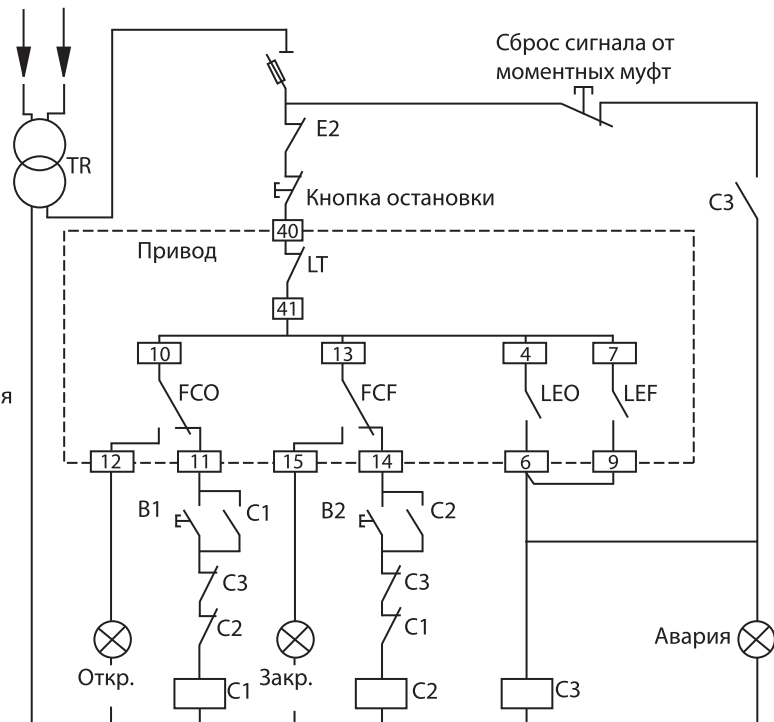 Сброс сигнала от
моментных муфт
E2
TR
Кнопка остановки
C3
40
Привод
LT
41
10
13
4
7
я
FCO
FCF
LEO
LEF
12
11
15
14
6
9
B1
C1
B2
C2
C3
C3
C2
C1
Авария
Откр.
Закр.
C1
C2
C3